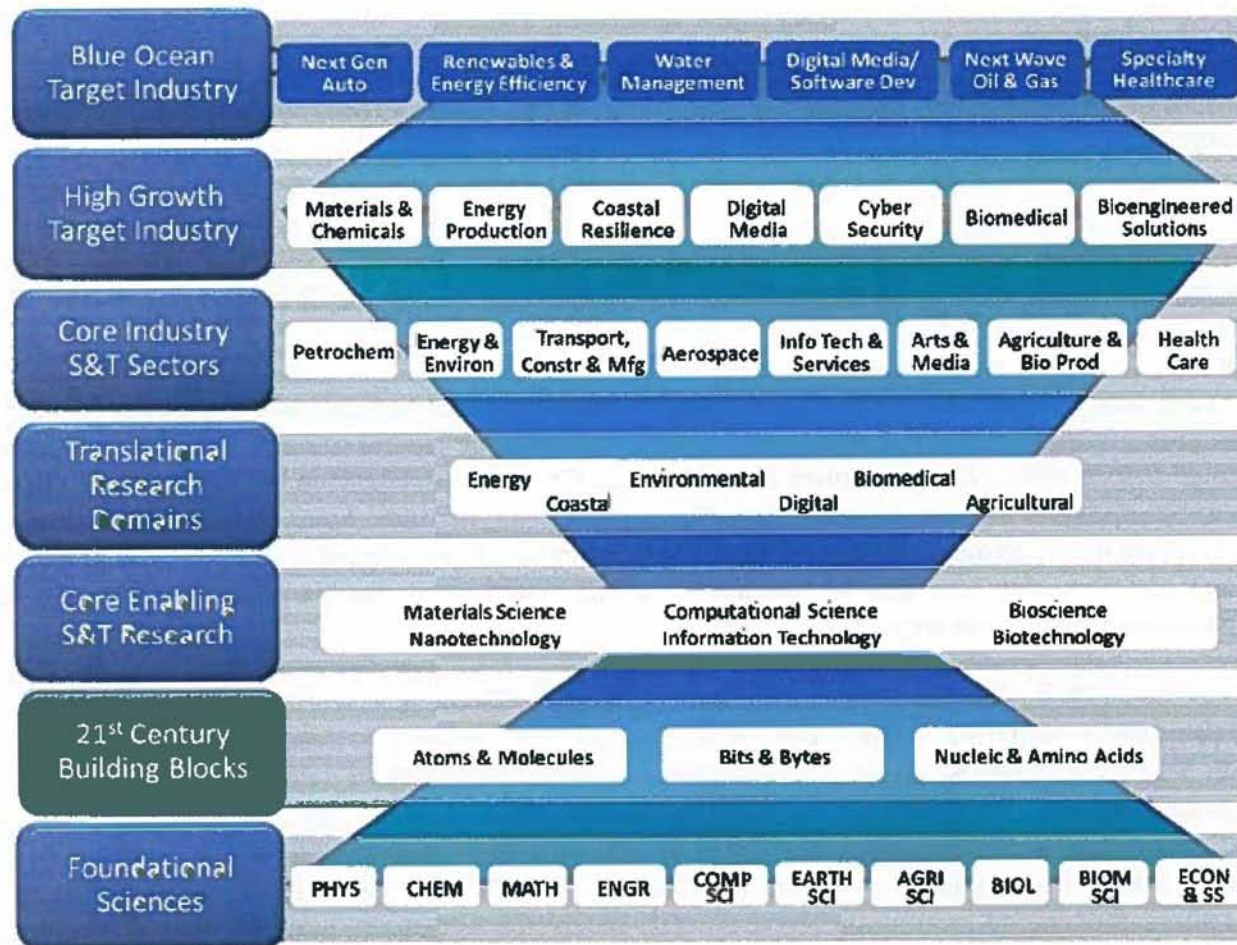 Blue Ocean
Target Industry
Next Gen
Auto
Renewables &
Energy Efficiency
Water
Management
Digital Media/
Software Dev
Next Wave
Oil & Gas
Specialty
Healthcare
High Growth
Target Industry
Materials &
Chemicals
Energy
Production
Coastal
Resilience
Digital
Media
Cyber
Security
Biomedical
Bioengineered
Solutions
Core Industry
S&T Sectors
Petrochem
Energy &
Environ
Transport,
Constr & Mfg
Aerospace
Info Tech &
Services
Arts &
Media
Agriculture &
Bio Prod
Health
Care
Translational
Research
Domains
Energy
Coastal
Environmental
Digital
Biomedical
Agricultural
Core Enabling
S&T Research
Materials Science
Nanotechnology
Computational Science
Information Technology
Bioscience
Biotechnology
21st Century
Building Blocks
Atoms & Molecules
Bits & Bytes
Nucleic & Amino Acids
Foundational
Sciences
PHYS
CHEM
MATH
ENGR
COMP
SCI
EARTH
SCI
AGRI
SCI
BIOL
BIOM
SCI
ECON
& SS